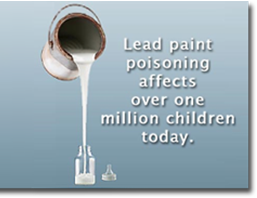 Lead paint
poisoning
affects
over one
million children
today.